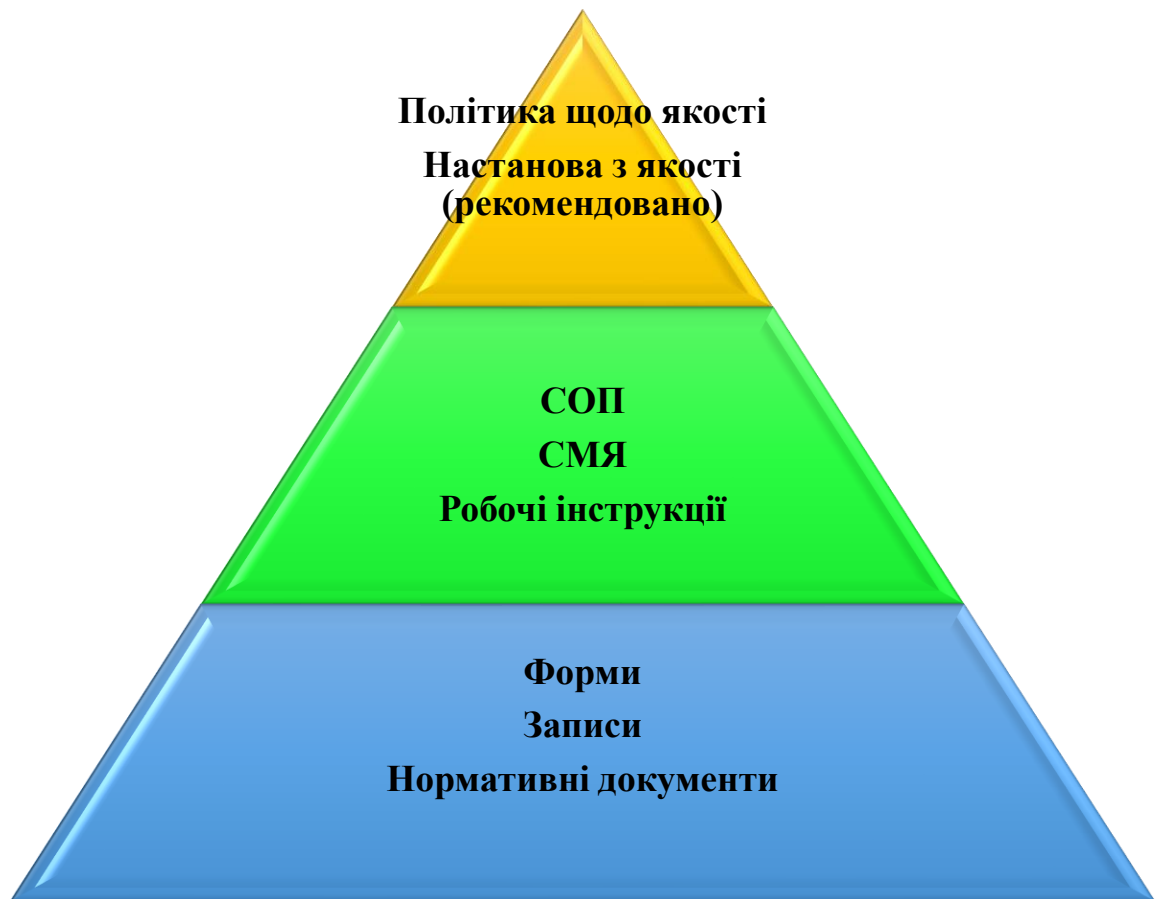 Політика щодо якості
Настанова з якості
(рекомендовано)
СОП
СМЯ
Робочі інструкції
Форми
Записи
Нормативні документи